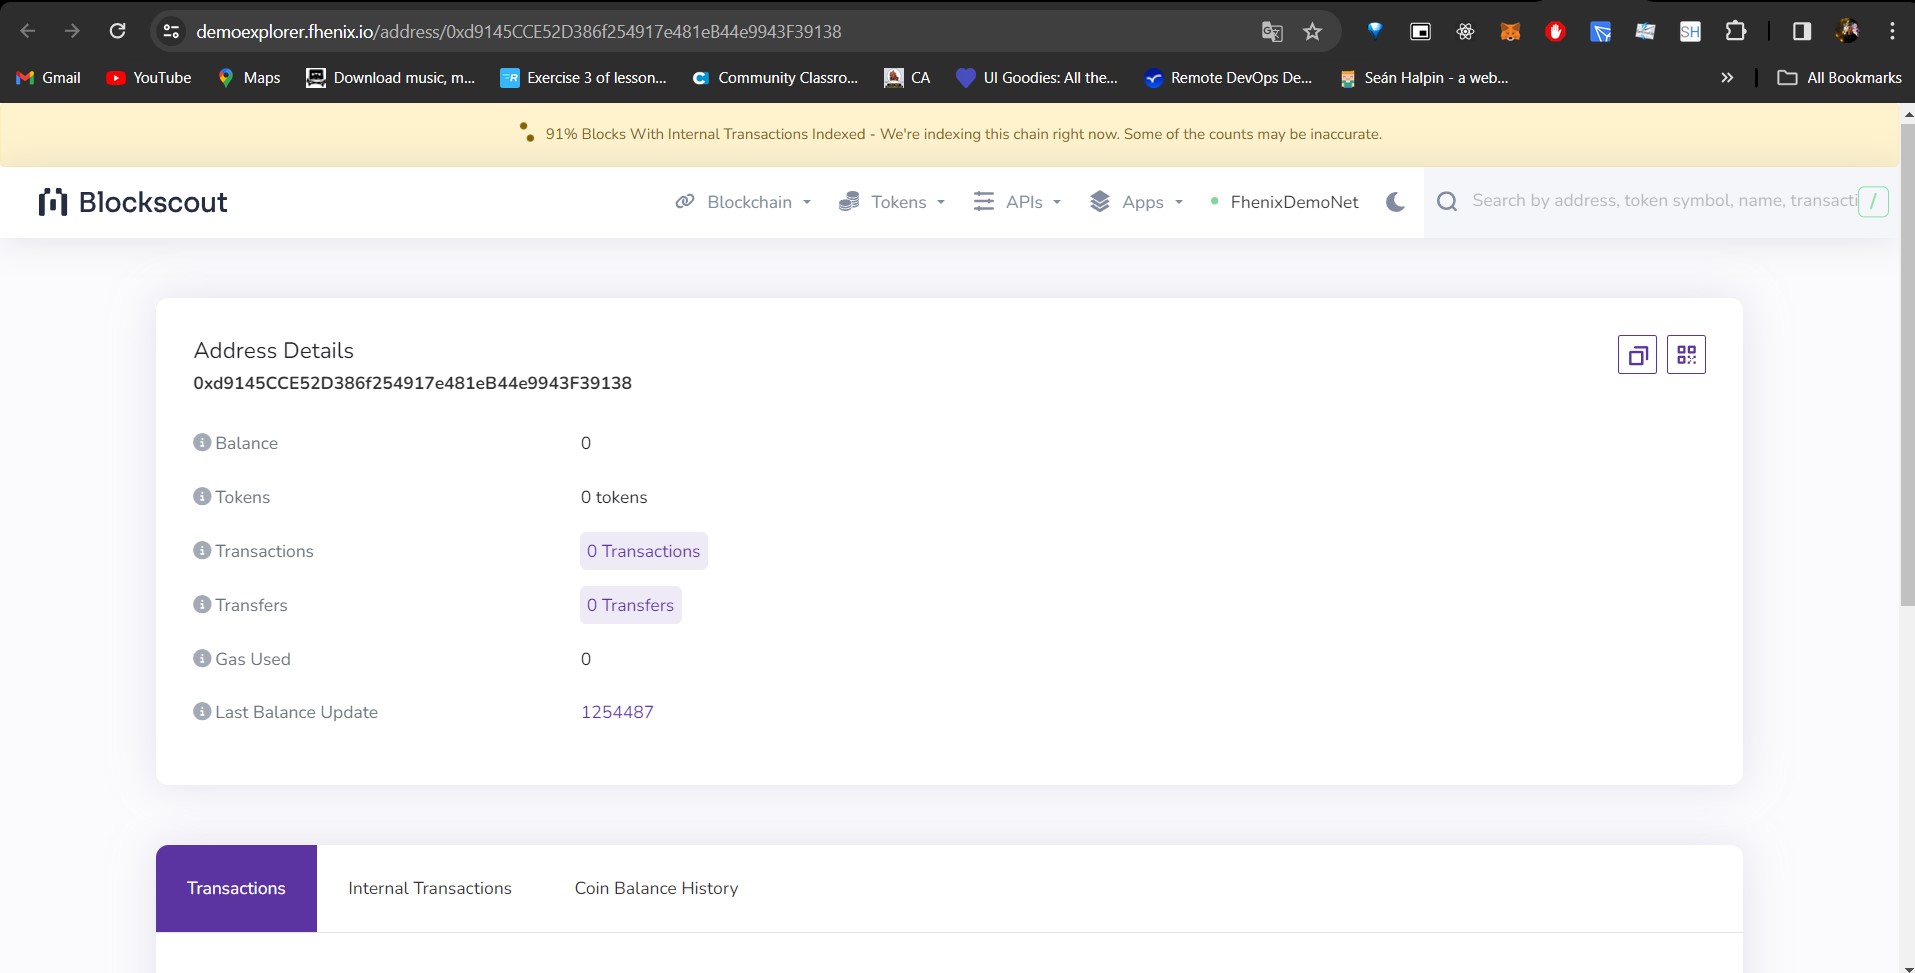 demoexplorer.fhenix.io/address/0xd9145CCE52D386f254917e481eB44e9943F39138
SH
Gmail YouTube Maps Download music, m... Exercise 3 of lesson... Community Classro... CA UI Goodies: All the... Remote DevOps De... Seán Halpin - a web... » All Bookmarks
91% Blocks With Internal Transactions Indexed - We're indexing this chain right now. Some of the counts may be inaccurate.
Blockscout Blockchain Tokens APIs Apps FhenixDemoNet Search by address, token symbol, name, transacti /
Address Details
0xd9145CCE52D386f254917e481eB44e9943F39138
Balance 0
Tokens 0 tokens
Transactions 0 Transactions
Transfers 0 Transfers
Gas Used 0
Last Balance Update 1254487
Transactions Internal Transactions Coin Balance History